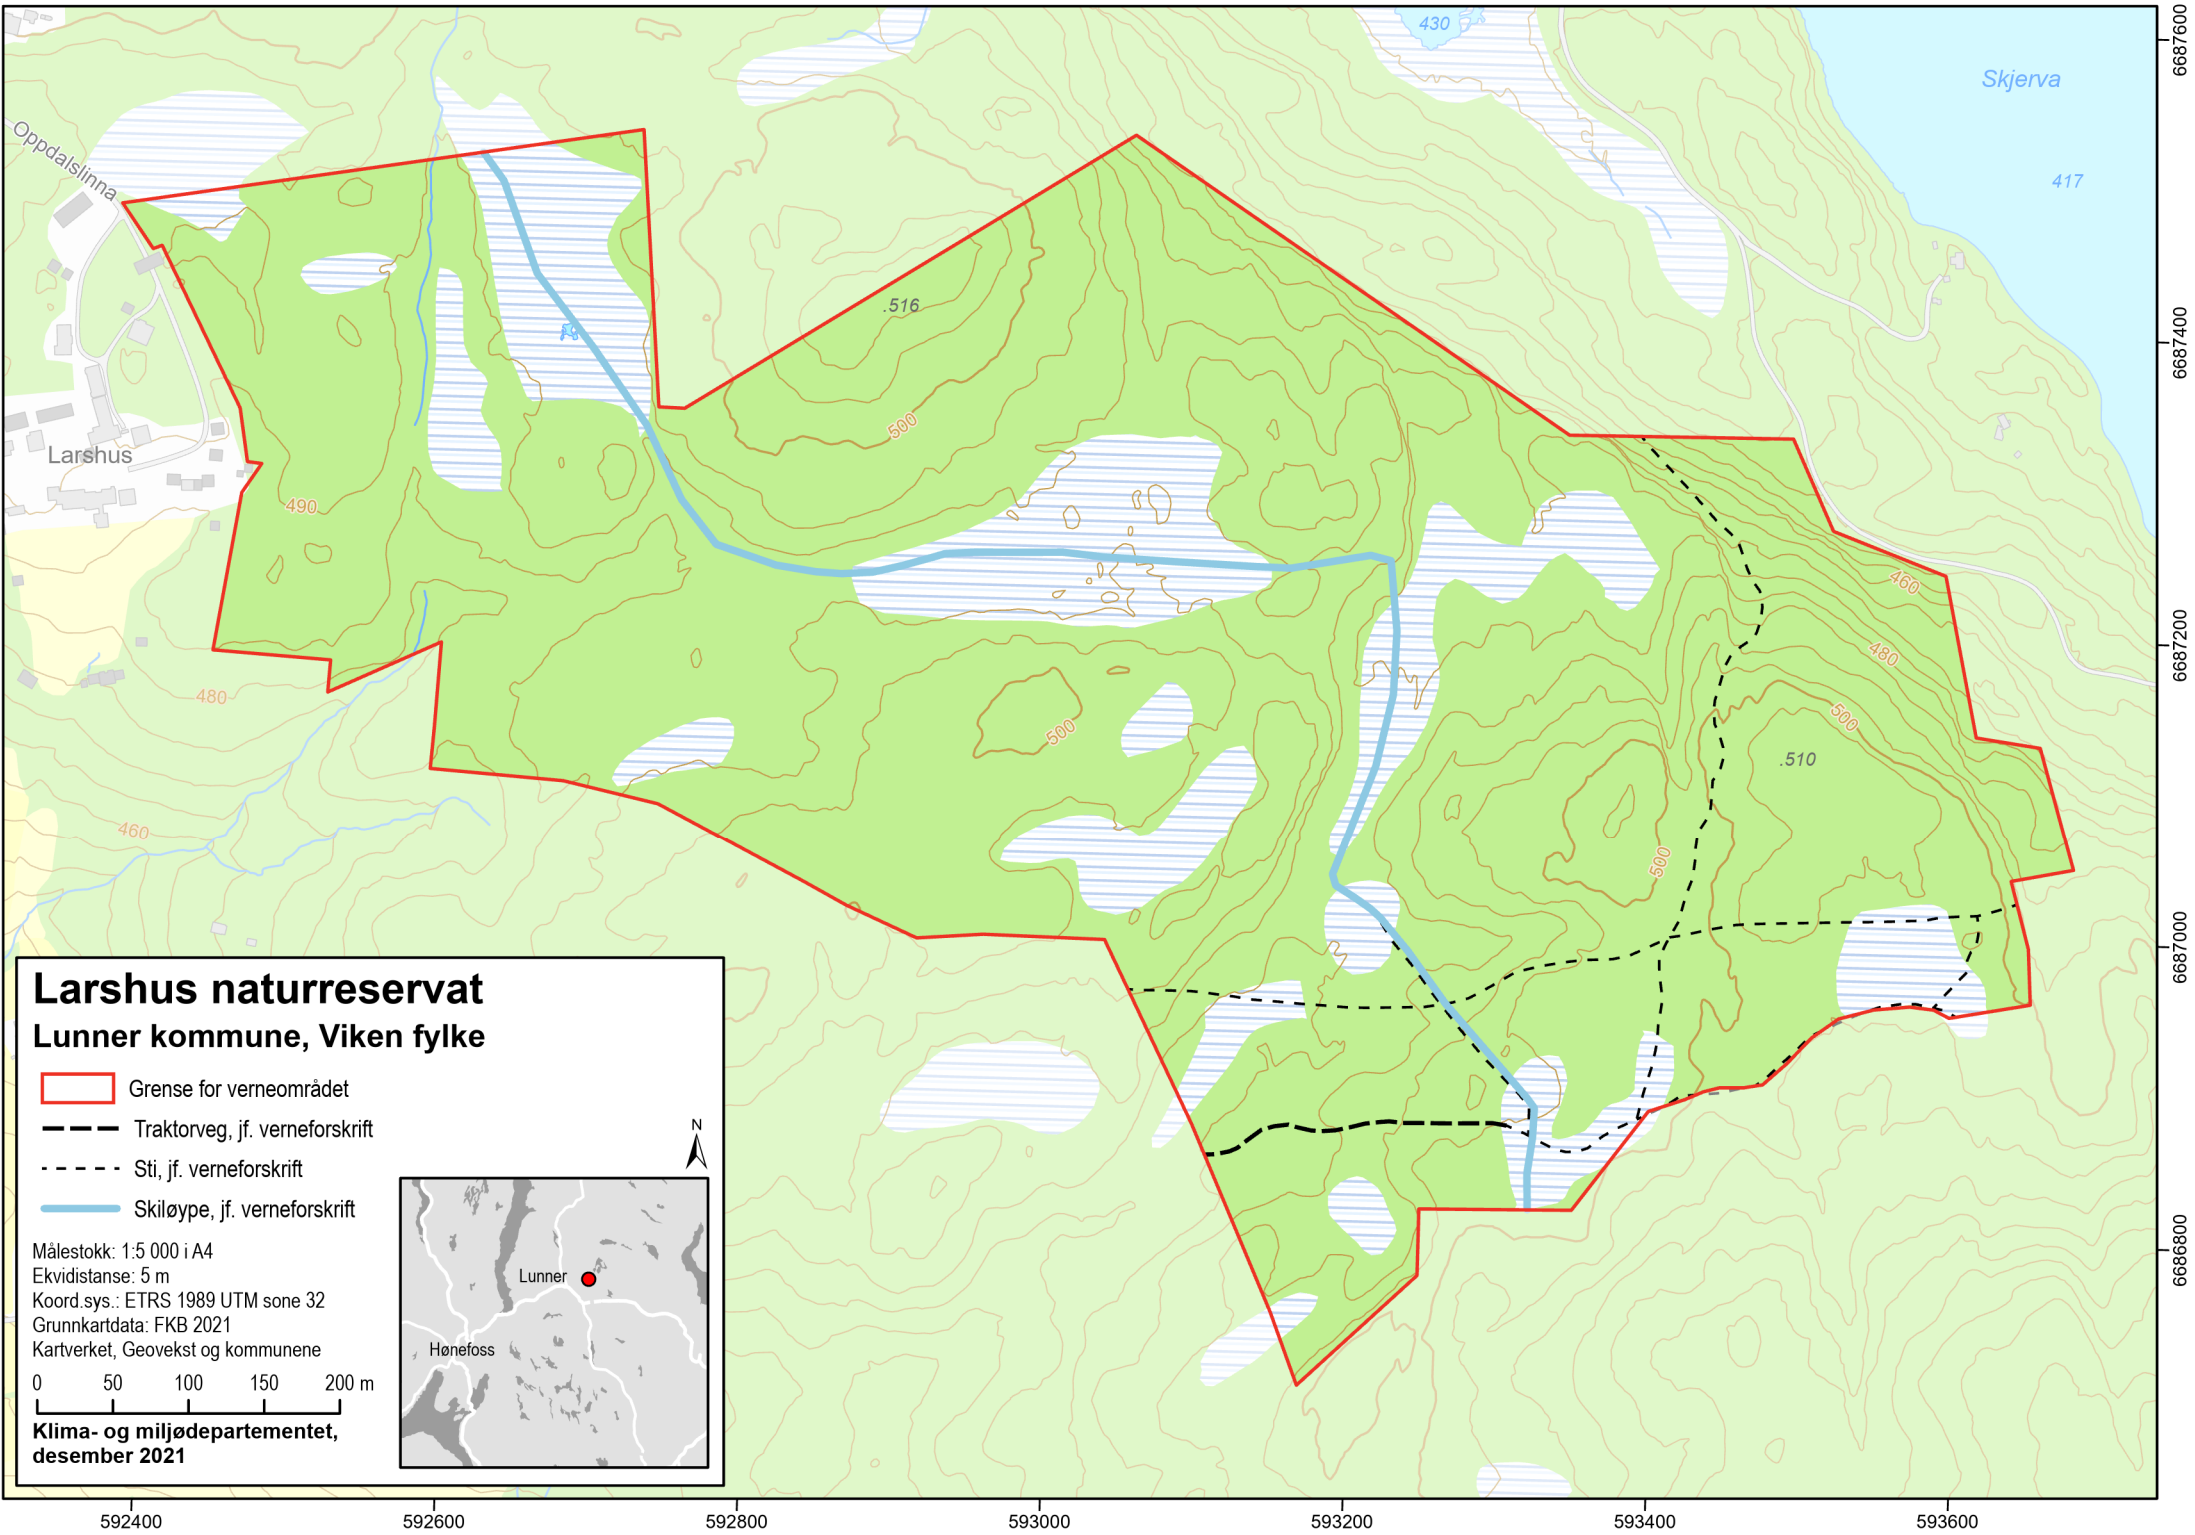 430
Skjerva
417
Oppdalslinna
.516
500
Larshus
490
460
480
500
500
.510
480
500
460
Larshus naturreservat
Lunner kommune, Viken fylke
Grense for verneområdet
Traktorveg, jf. verneforskrift
Sti, jf. verneforskrift
Skiløype, jf. verneforskrift
Målestokk: 1:5 000 i A4
Ekvidistanse: 5 m
Koord.sys.: ETRS 1989 UTM sone 32
Grunnkartdata: FKB 2021
Kartverket, Geovekst og kommunene
0 50 100 150 200 m
Klima- og miljødepartementet,
desember 2021
N
Lunner
Hønefoss
6687600
6687400
6687200
6687000
6686800
592400 592600 592800 593000 593200 593400 593600